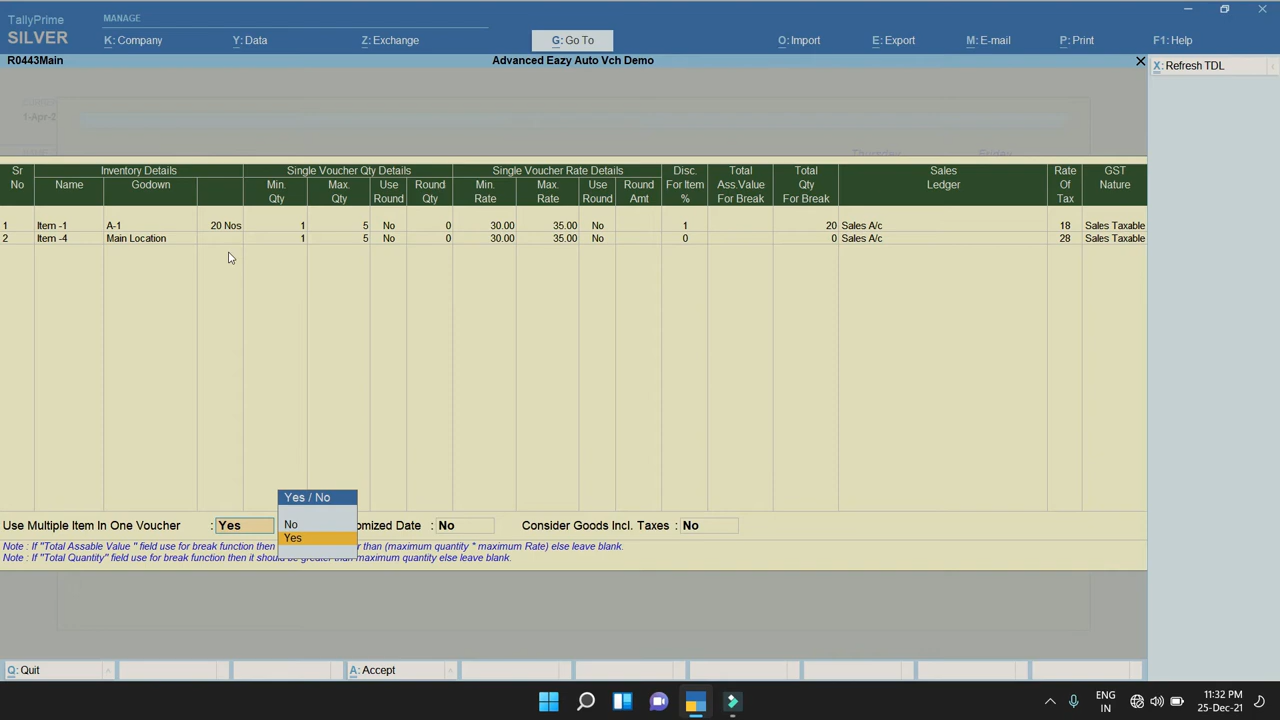 TallyPrime
SILVER
MANAGE
K: Company
Y: Data
Z: Exchange
G: Go To
O: Import
E: Export
M: E-mail
P: Print
F1: Help
R0443Main
Advanced Eazy Auto Vch Demo
X: Refresh TDL
1-Apr-2
Thursday
Friday
Sr Inventory Details Single Voucher Qty Details Single Voucher Rate Details Disc. Total Total Sales Rate GST
No Name Godown Min. Max. Use Round Min. Max. Use Round For Item Ass.Value Qty Ledger Of Nature
Qty Qty Round Qty Rate Rate Round Amt % For Break For Break Tax
1 Item -1 A-1 20 Nos 1 5 No 0 30.00 35.00 No 1 20 Sales A/c 18 Sales Taxable
2 Item -4 Main Location 1 5 No 0 30.00 35.00 No 0 0 Sales A/c 28 Sales Taxable
Yes / No
No
Yes
Use Multiple Item In One Voucher : Yes omized Date : No Consider Goods Incl. Taxes : No
Note : If "Total Assable Value " field use for break function then er than (maximum quantity * maximum Rate) Else leave blank.
Note : If "Total Quantity" field use for break function then it should be greater than maximum quantity else leave blank.
Q: Quit
A: Accept
ENG
IN
11:32 PM
25-Dec-21